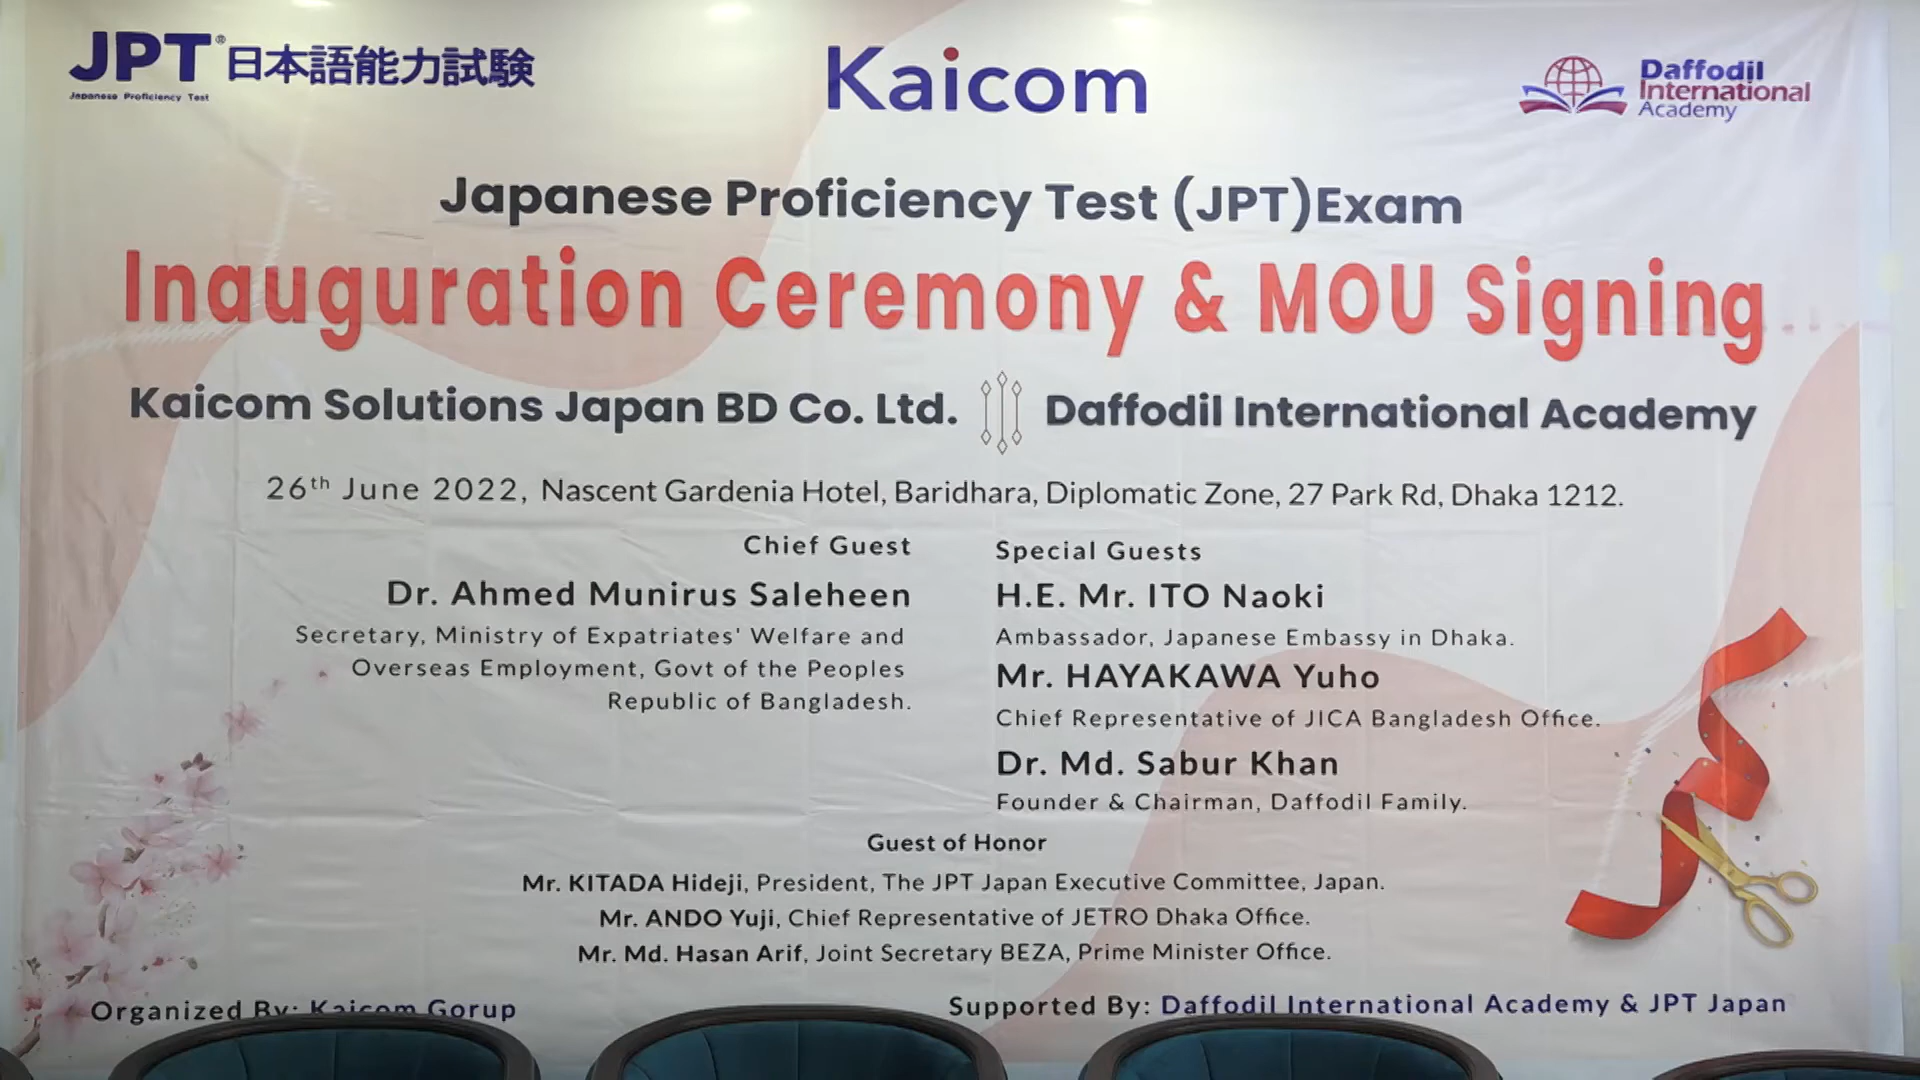 JPT® 日本語能力試験
Japanese Proficiency Test
Kaicom
Daffodil
International
Academy
Japanese Proficiency Test (JPT)Exam
Inauguration Ceremony & MOU Signing
Kaicom Solutions Japan BD Co. Ltd.
Daffodil International Academy
26th June 2022, Nascent Gardenia Hotel, Baridhara, Diplomatic Zone, 27 Park Rd, Dhaka 1212.
Chief Guest
Dr. Ahmed Munirus Saleheen
Secretary, Ministry of Expatriates' Welfare and
Overseas Employment, Govt of the Peoples
Republic of Bangladesh.
Special Guests
H.E. Mr. ITO Naoki
Ambassador, Japanese Embassy in Dhaka.
Mr. HAYAKAWA Yuho
Chief Representative of JICA Bangladesh Office.
Dr. Md. Sabur Khan
Founder & Chairman, Daffodil Family.
Guest of Honor
Mr. KITADA Hideji, President, The JPT Japan Executive Committee, Japan.
Mr. ANDO Yuji, Chief Representative of JETRO Dhaka Office.
Mr. Md. Hasan Arif, Joint Secretary BEZA, Prime Minister Office.
Organized By: Kaicom Gorup
Supported By: Daffodil International Academy & JPT Japan